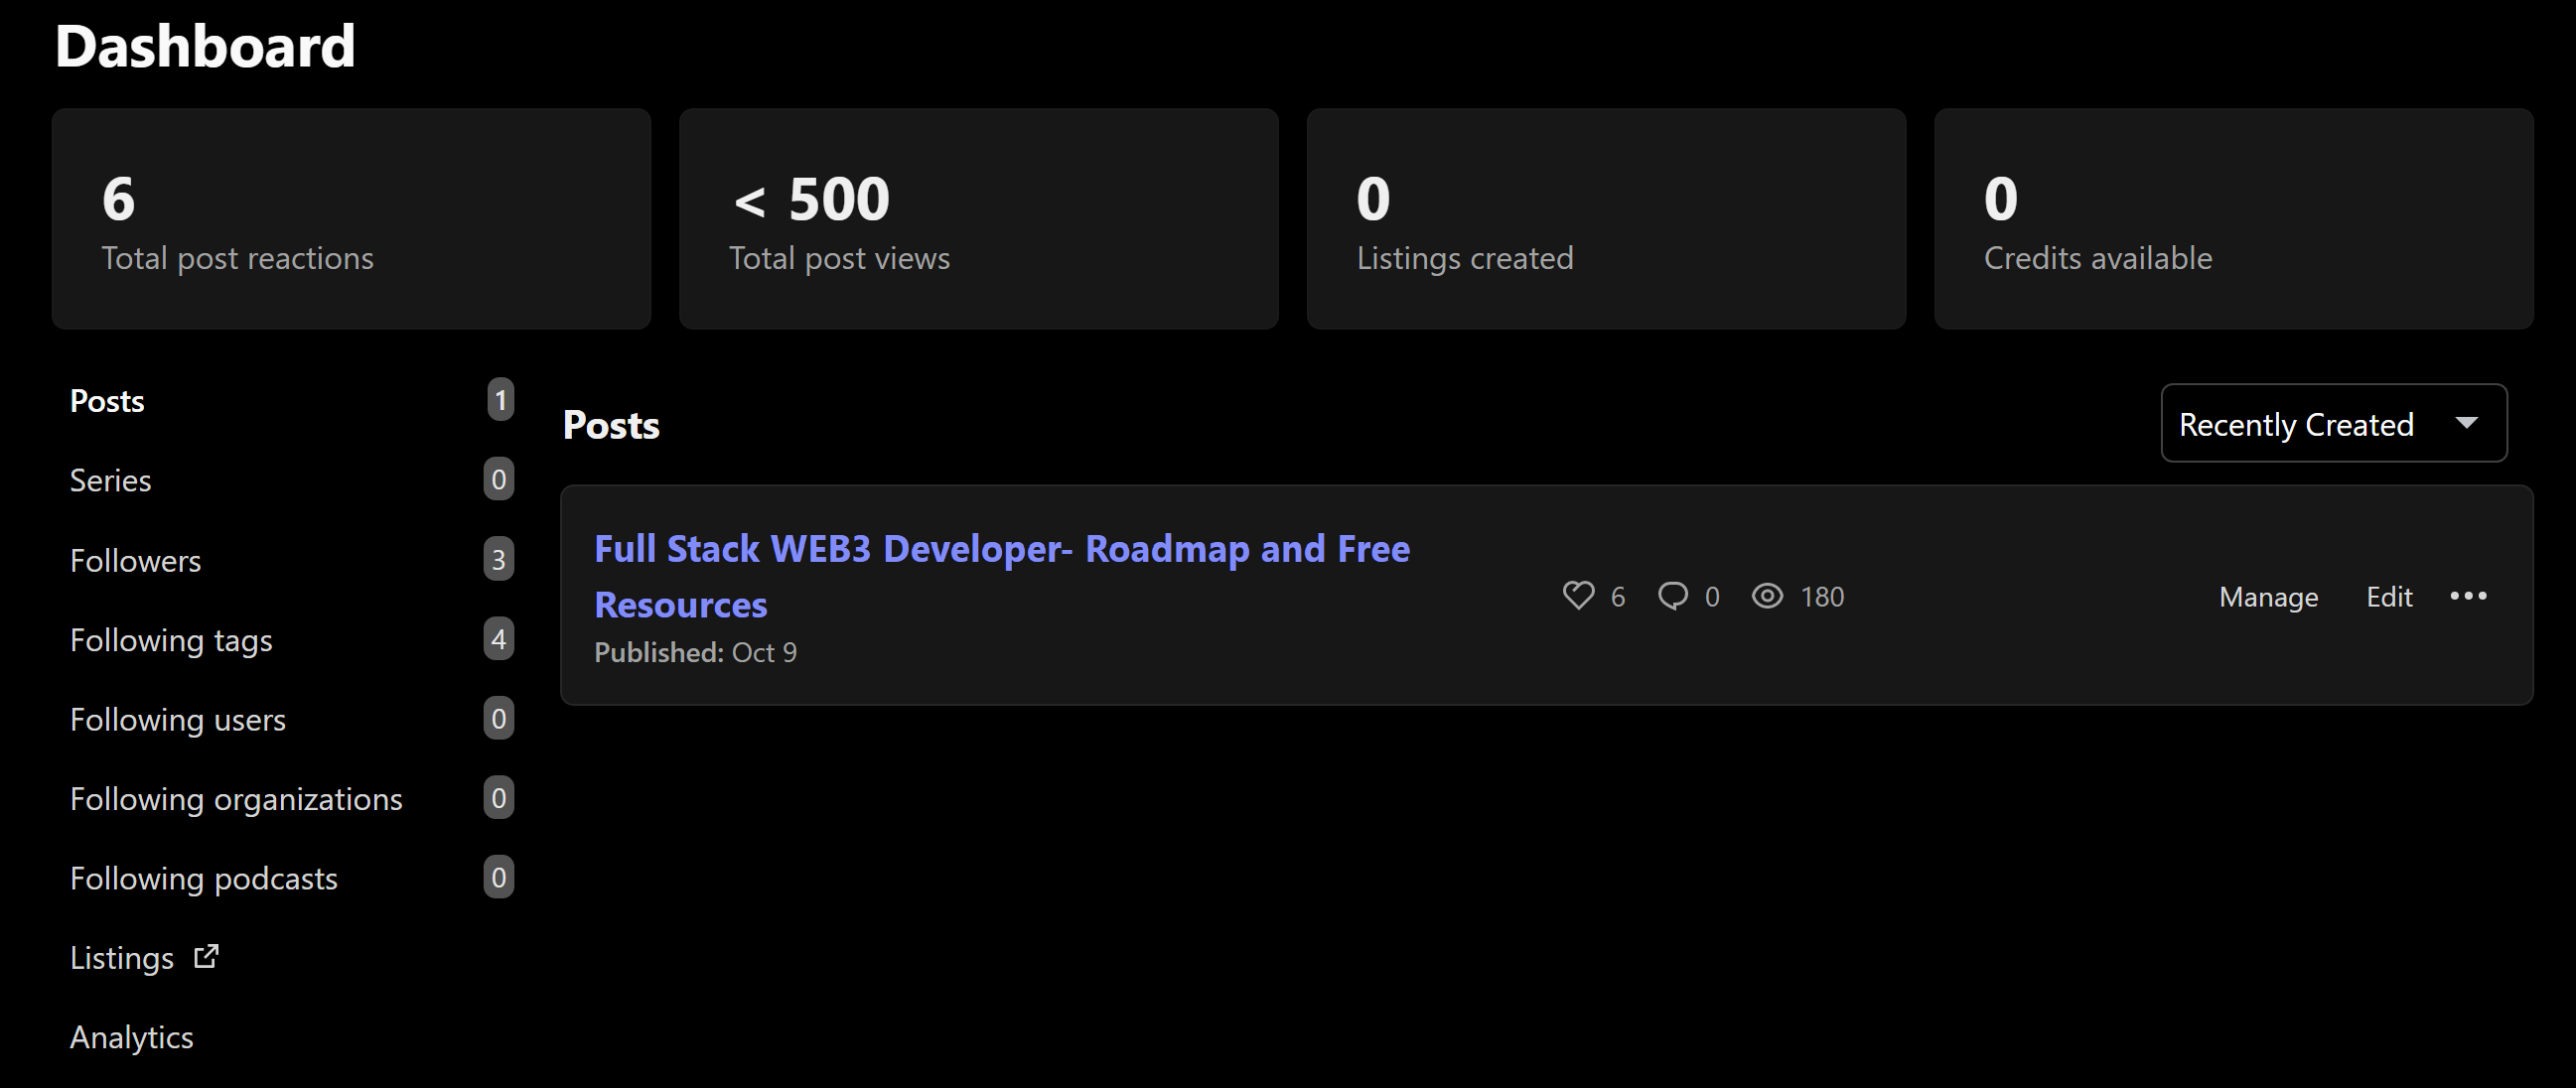 Dashboard
6
Total post reactions
< 500
Total post views
0
Listings created
0
Credits available
Posts 1
Series 0
Followers 3
Following tags 4
Following users 0
Following organizations 0
Following podcasts 0
Listings
Analytics
Posts
Recently Created
Full Stack WEB3 Developer- Roadmap and Free
Resources
Published: Oct 9
6 0 180
Manage Edit